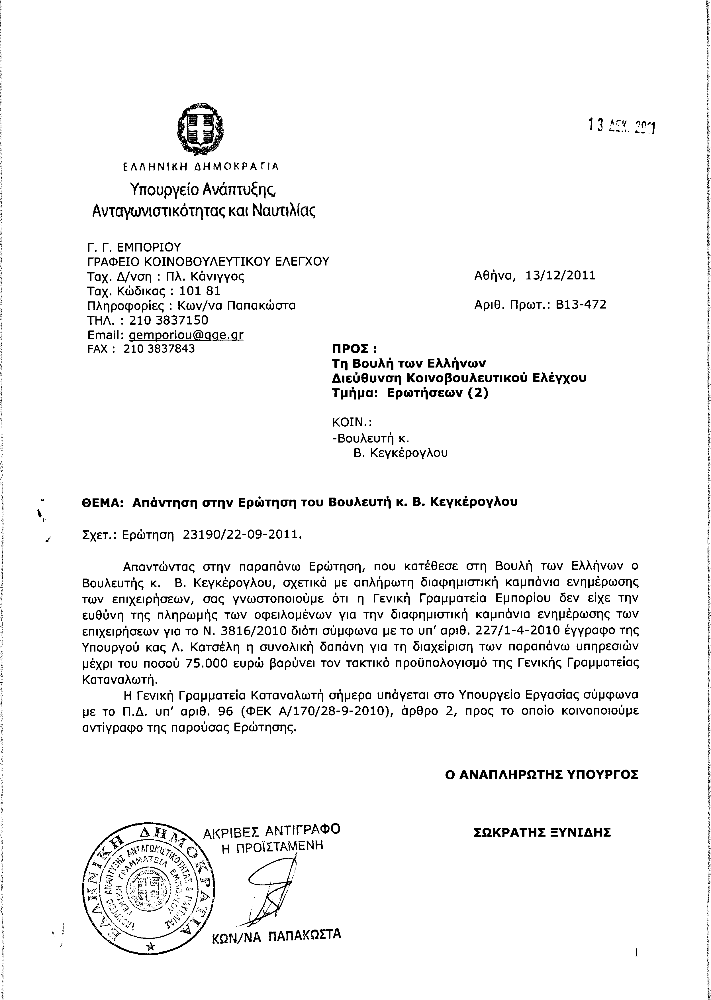 13 ΔΕΚ. 2011
ΕΛΛΗΝΙΚΗ ΔΗΜΟΚΡΑΤΙΑ
Υπουργείο Ανάπτυξης,
Ανταγωνιστικότητας και Ναυτιλίας
Γ. Γ. ΕΜΠΟΡΙΟΥ
ΓΡΑΦΕΙΟ ΚΟΙΝΟΒΟΥΛΕΥΤΙΚΟΥ ΕΛΕΓΧΟΥ
Ταχ. Δ/νση : Πλ. Κάνιγγος
Ταχ. Κώδικας : 101 81
Πληροφορίες : Κων/να Παπακώστα
ΤΗΛ. : 210 3837150
Email: gemporiou@gge.gr
FAX : 210 3837843
Αθήνα, 13/12/2011
Αριθ. Πρωτ.: Β13-472
ΠΡΟΣ :
Τη Βουλή των Ελλήνων
Διεύθυνση Κοινοβουλευτικού Ελέγχου
Τμήμα: Ερωτήσεων (2)
ΚΟΙΝ.:
-Βουλευτή κ.
Β. Κεγκέρογλου
ΘΕΜΑ: Απάντηση στην Ερώτηση του Βουλευτή κ. Β. Κεγκέρογλου
Σχετ.: Ερώτηση 23190/22-09-2011.
Απαντώντας στην παραπάνω Ερώτηση, που κατέθεσε στη Βουλή των Ελλήνων ο
Βουλευτής κ. Β. Κεγκέρογλου, σχετικά με απλήρωτη διαφημιστική καμπάνια ενημέρωσης
των επιχειρήσεων, σας γνωστοποιούμε ότι η Γενική Γραμματεία Εμπορίου δεν είχε την
ευθύνη της πληρωμής των οφειλομένων για την διαφημιστική καμπάνια ενημέρωσης των
επιχειρήσεων για το Ν. 3816/2010 διότι σύμφωνα με το υπ' αριθ. 227/1-4-2010 έγγραφο της
Υπουργού κας Λ. Κατσέλη η συνολική δαπάνη για τη διαχείριση των παραπάνω υπηρεσιών
μέχρι του ποσού 75.000 ευρώ βαρύνει τον τακτικό προϋπολογισμό της Γενικής Γραμματείας
Καταναλωτή.
Η Γενική Γραμματεία Καταναλωτή σήμερα υπάγεται στο Υπουργείο Εργασίας σύμφωνα
με το Π.Δ. υπ' αριθ. 96 (ΦΕΚ Α/170/28-9-2010), άρθρο 2, προς το οποίο κοινοποιούμε
αντίγραφο της παρούσας Ερώτησης.
Ο ΑΝΑΠΛΗΡΩΤΗΣ ΥΠΟΥΡΓΟΣ
ΣΩΚΡΑΤΗΣ ΞΥΝΙΔΗΣ
ΑΚΡΙΒΕΣ ΑΝΤΙΓΡΑΦΟ
Η ΠΡΟΪΣΤΑΜΕΝΗ
ΚΩΝ/ΝΑ ΠΑΠΑΚΩΣΤΑ
ΕΛΛΗΝΙΚΗ ΔΗΜΟΚΡΑΤΙΑ
ΥΠΟΥΡΓΕΙΟ ΑΝΑΠΤΥΞΗΣ ΑΝΤΑΓΩΝΙΣΤΙΚΟΤΗΤΑΣ & ΝΑΥΤΙΛΙΑΣ
ΓΕΝΙΚΗ ΓΡΑΜΜΑΤΕΙΑ ΕΜΠΟΡΙΟΥ
1